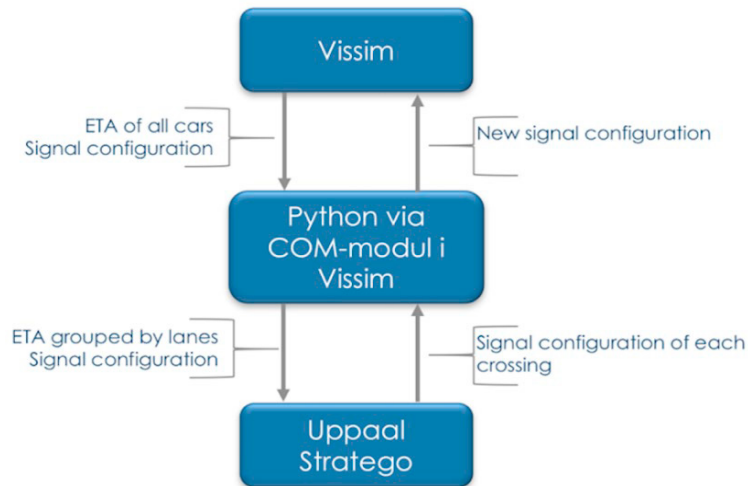 Vissim
ETA of all cars
Signal configuration
New signal configuration
Python via
COM-modul i
Vissim
ETA grouped by lanes
Signal configuration
Signal configuration of each
crossing
Uppaal
Stratego